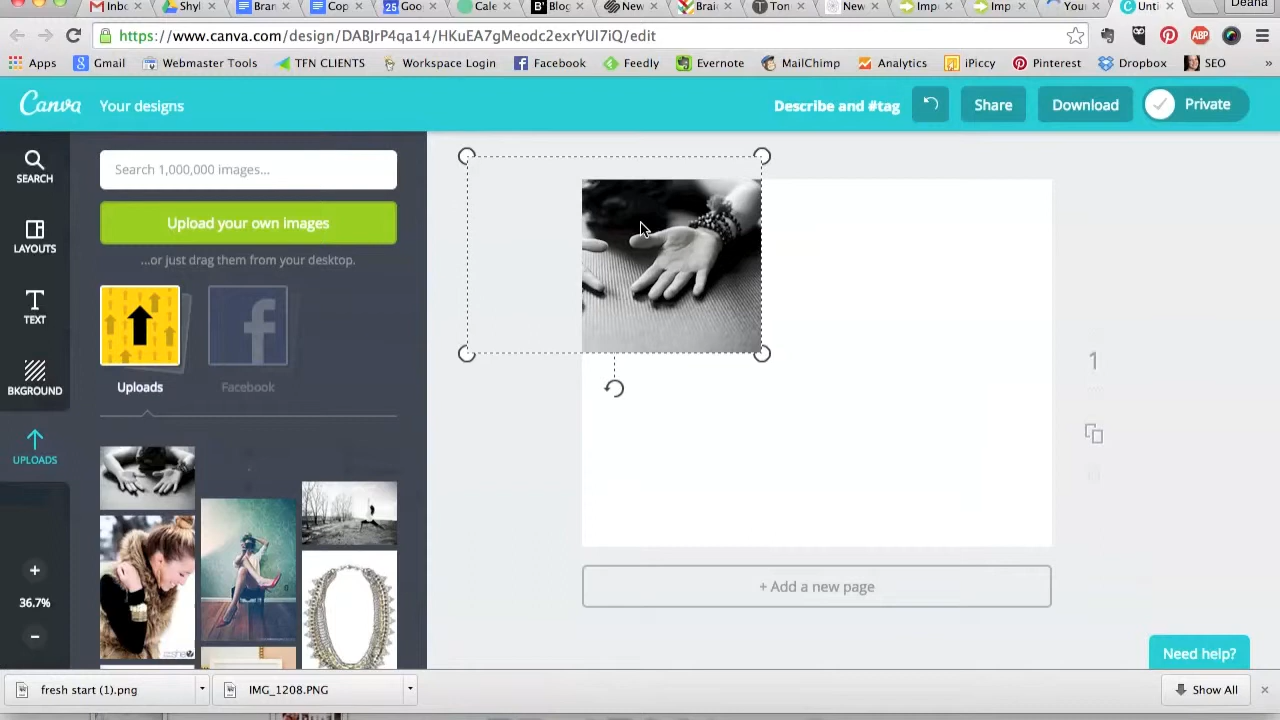 Inbo
Shyl
Bran
Cop
25 Goo
Cale
B' Blog
New
Brai
Ton
New
Imp
Imp
You
Unti
Deana
https://www.canva.com/design/DABJrP4qa14/HKuEA7gMeodc2exrYUI7iQ/edit
Apps
Gmail
Webmaster Tools
TFN CLIENTS
Workspace Login
Facebook
Feedly
Evernote
MailChimp
Analytics
iPiccy
Pinterest
Dropbox
SEO
»
Canva
Your designs
Describe and #tag
Share
Download
Private
SEARCH
LAYOUTS
TEXT
BKGROUND
UPLOADS
+
36.7%
-
Search 1,000,000 images...
Upload your own images
...or just drag them from your desktop.
Uploads
Facebook
1
+ Add a new page
Need help?
fresh start (1).png
IMG_1208.PNG
Show All